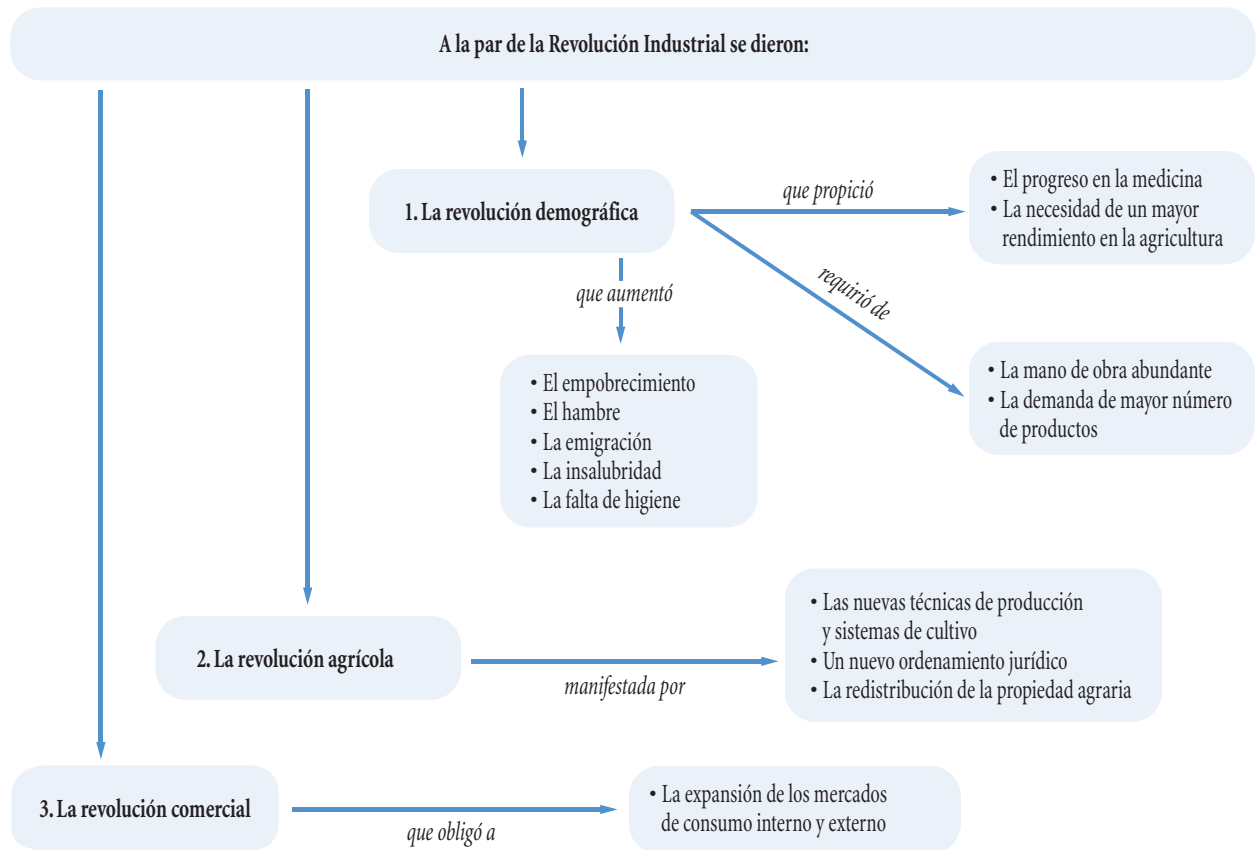 A la par de la Revolución Industrial se dieron:
1. La revolución demográfica
que propició
• El progreso en la medicina
• La necesidad de un mayor
rendimiento en la agricultura
requirió de
• La mano de obra abundante
• La demanda de mayor número
de productos
que aumentó
• El empobrecimiento
• El hambre
• La emigración
• La insalubridad
• La falta de higiene
2. La revolución agrícola
manifestada por
• Las nuevas técnicas de producción
y sistemas de cultivo
• Un nuevo ordenamiento jurídico
• La redistribución de la propiedad agraria
3. La revolución comercial
que obligó a
• La expansión de los mercados
de consumo interno y externo